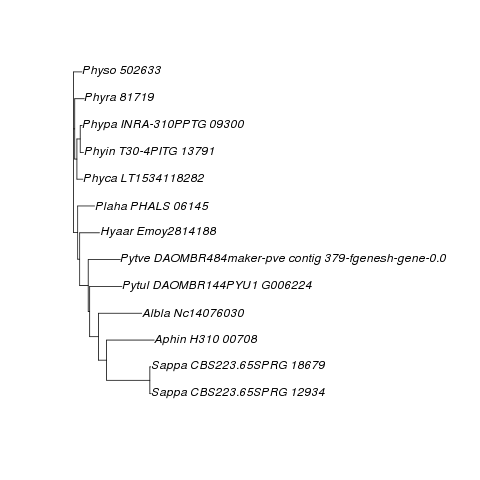 Physo 502633
Phyra 81719
Phypa INRA-310PPTG 09300
Phyin T30-4PITG 13791
Phyca LT1534118282
Plaha PHALS 06145
Hyaar Emoy2814188
Pytve DAOMBR484maker-pve contig 379-fgenesh-gene-0.0
Pytul DAOMBR144PYU1 G006224
Albla Nc14076030
Aphin H310 00708
Sappa CBS223.65SPRG 18679
Sappa CBS223.65SPRG 12934